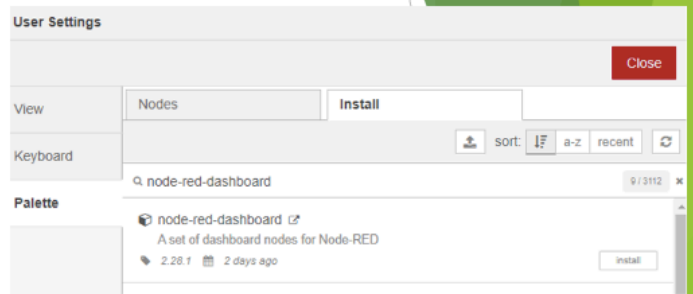 User Settings
Close
View
Nodes
Install
sort:
a-z
recent
Keyboard
node-red-dashboard
9 / 3112
Palette
node-red-dashboard
A set of dashboard nodes for Node-RED
2.28.1
2 days ago
install